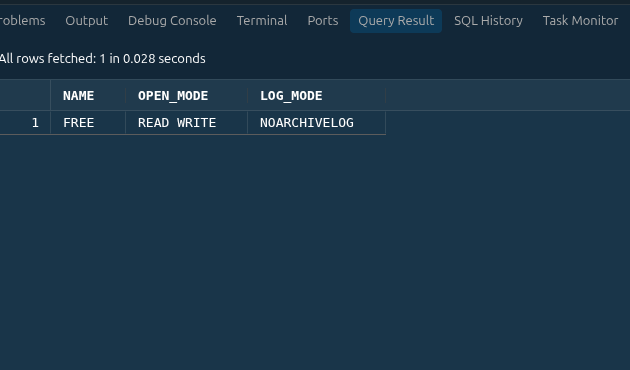 roblems Output Debug Console Terminal Ports Query Result SQL History Task Monitor
All rows fetched: 1 in 0.028 seconds
NAME OPEN_MODE LOG_MODE
1 FREE READ WRITE NOARCHIVELOG